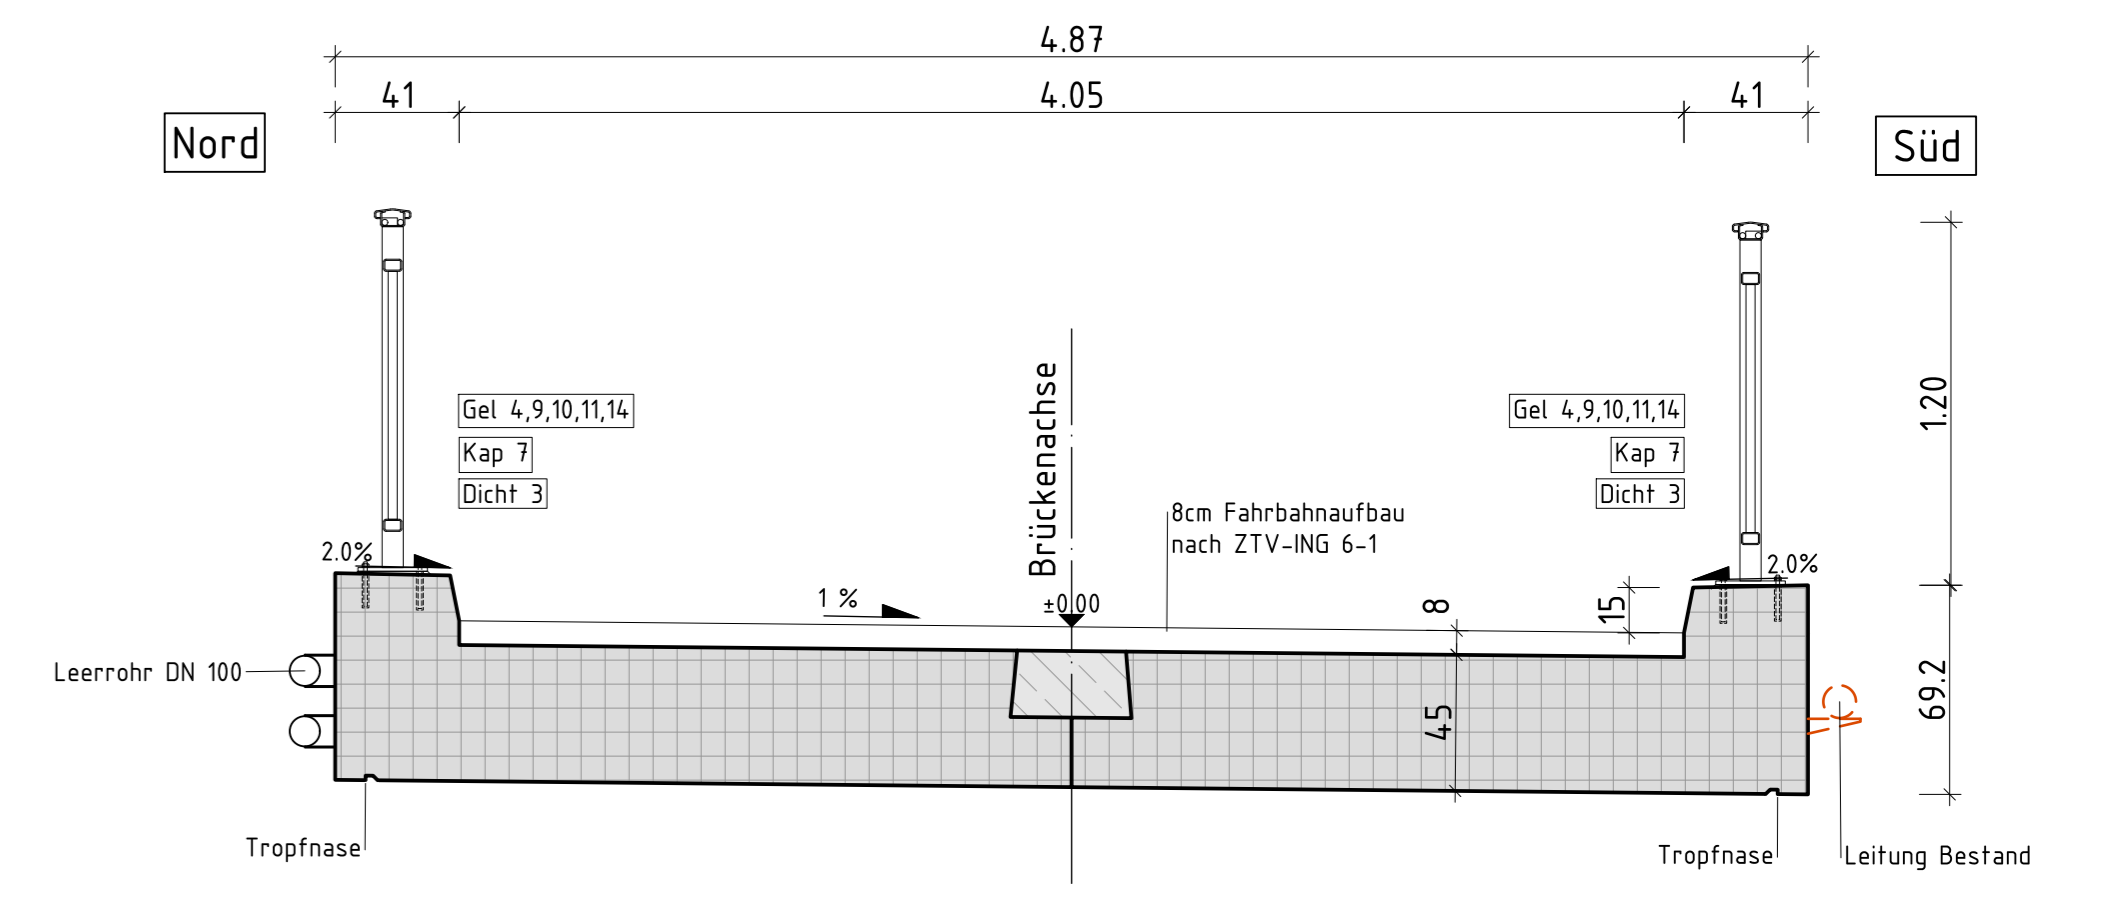 4.87
41
4.05
41
Nord
Süd
1.20
Gel 4,9,10,11,14
Kap 7
Dicht 3
Brückenachse
Gel 4,9,10,11,14
Kap 7
Dicht 3
8cm Fahrbahnaufbau
nach ZTV-ING 6-1
2.0%
2.0%
1 %
±0.00
8
15
Leerrohr DN 100
45
69.2
Tropfnase
Tropfnase
Leitung Bestand